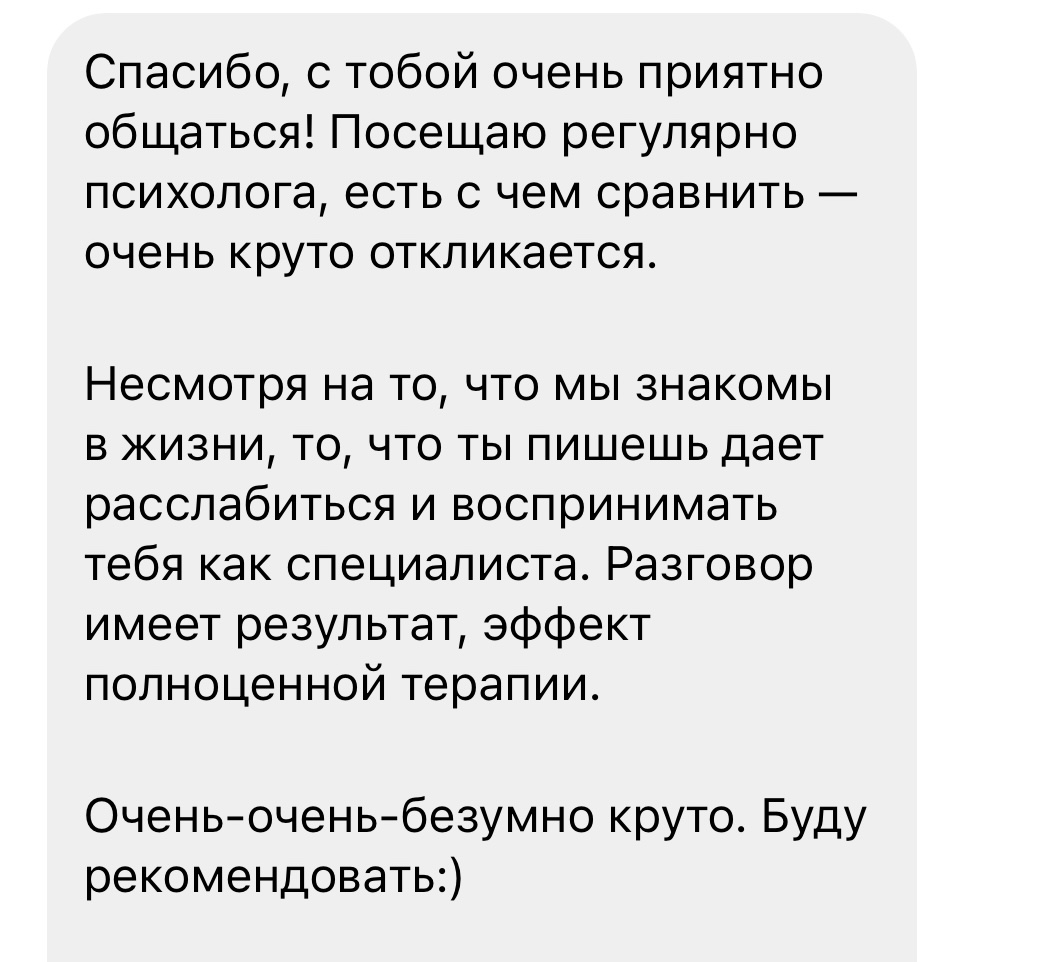 Спасибо, с тобой очень приятно
общаться! Посещаю регулярно
психолога, есть с чем сравнить —
очень круто откликается.
Несмотря на то, что мы знакомы
в жизни, то, что ты пишешь дает
расслабиться и воспринимать
тебя как специалиста. Разговор
имеет результат, эффект
полноценной терапии.
Очень-очень-безумно круто. Буду
рекомендовать:)